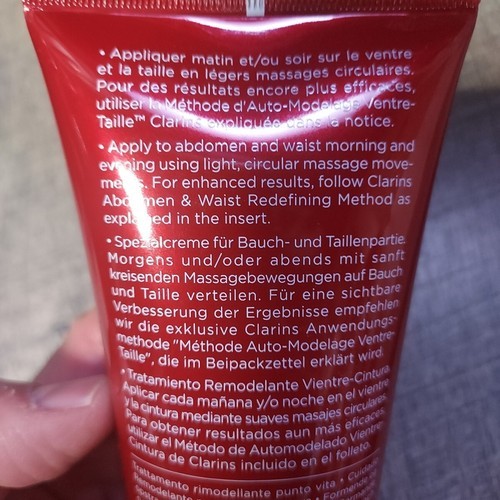 • Appliquer matin et/ou soir sur le ventre
et la taille en légers massages circulaires.
Pour des résultats encore plus efficaces,
utiliser la Méthode d'Auto-Modelage Ventre-
Taille™ Clarins expliquée dans la notice.
• Apply to abdomen and waist morning and
evening using light, circular massage move-
ments. For enhanced results, follow Clarins
Abdomen & Waist Redefining Method as
explained in the insert.
• Spezialcreme für Bauch- und Taillenpartie.
Morgens und/oder abends mit sanft
kreisenden Massagebewegungen auf Bauch
und Taille verteilen. Für eine sichtbare
Verbesserung der Ergebnisse empfehlen
wir die exklusive Clarins Anwendungs-
methode "Méthode Auto-Modelage Ventre-
Taille", die im Beipackzettel erklärt wird.
• Tratamiento Remodelante Vientre-Cintura.
Aplicar cada mañana y/o noche en el vientre
y la cintura mediante suaves masajes circulares.
Para obtener resultados aun más eficaces,
utilizar el Método de Automodelado Vientre-
Cintura de Clarins incluido en el folleto.
Trattamento rimodellante punto vita •
Remodelante